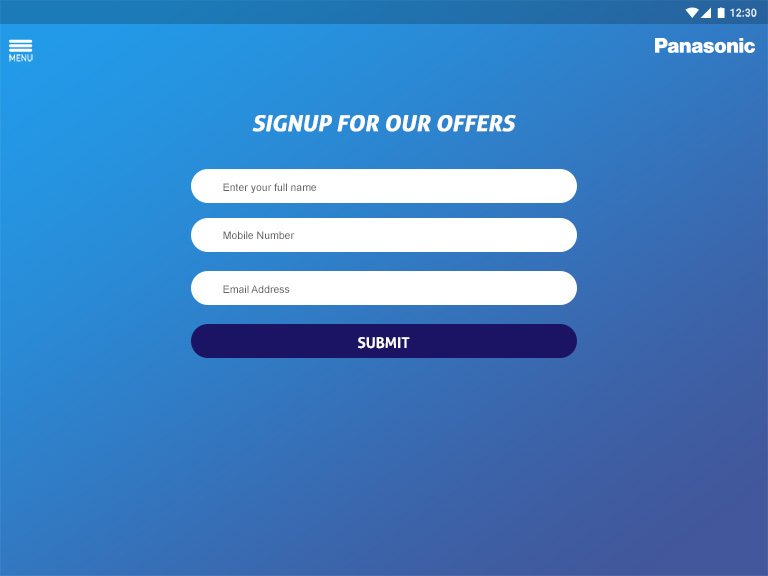 12:30
MENU
Panasonic
SIGNUP FOR OUR OFFERS
Enter your full name
Mobile Number
Email Address
SUBMIT